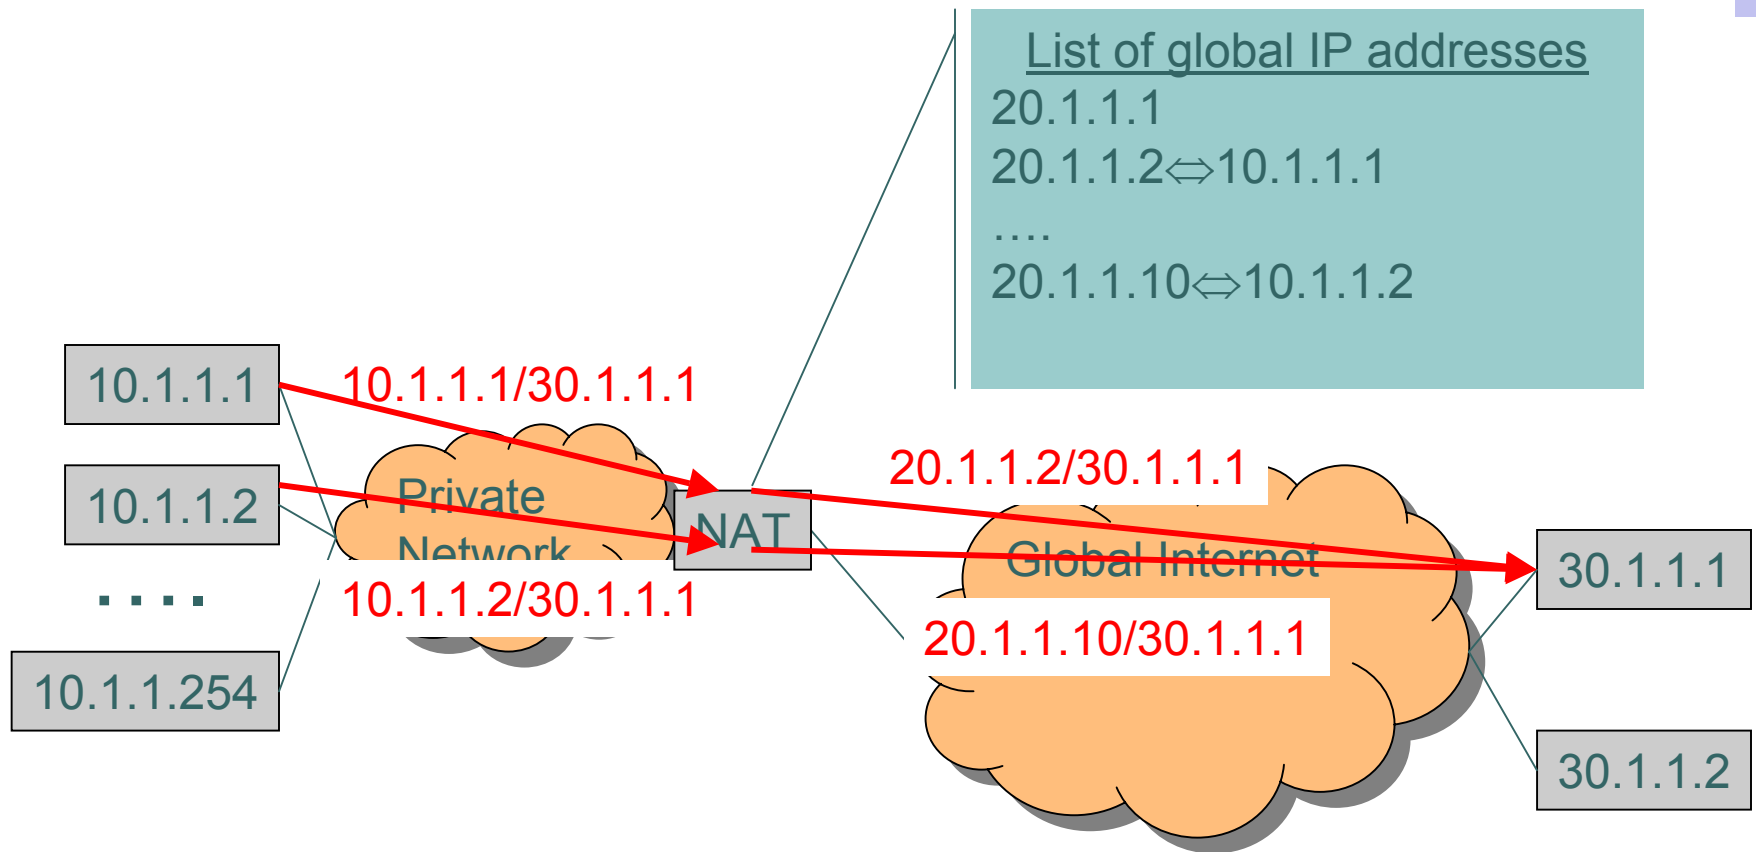 List of global IP addresses
20.1.1.1
20.1.1.2⇔10.1.1.1
....
20.1.1.10⇔10.1.1.2
10.1.1.1
10.1.1.1/30.1.1.1
20.1.1.2/30.1.1.1
10.1.1.2
Private
Network
NAT
Global Internet
30.1.1.1
....
10.1.1.2/30.1.1.1
20.1.1.10/30.1.1.1
10.1.1.254
30.1.1.2